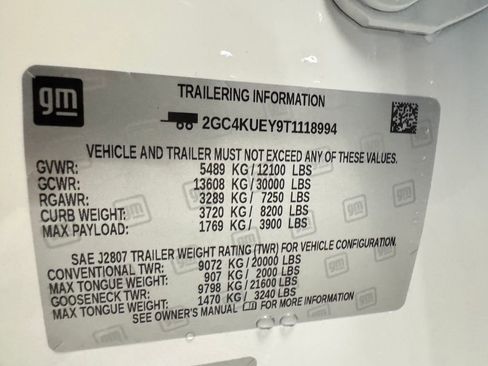 gm
TRAILERING INFORMATION
2GC4KUEY9T1118994
VEHICLE AND TRAILER MUST NOT EXCEED ANY OF THESE VALUES.
GVWR: 5489 KG/12100 LBS
GCWR: 13608 KG/30000 LBS
RGAWR: 3289 KG/ 7250 LBS
CURB WEIGHT: 3720 KG/ 8200 LBS
MAX PAYLOAD: 1769 KG/ 3900 LBS
SAE J2807 TRAILER WEIGHT RATING (TWR) FOR VEHICLE CONFIGURATION.
CONVENTIONAL TWR: 9072 KG/20000 LBS
MAX TONGUE WEIGHT: 907 KG/ 2000 LBS
GOOSENECK TWR: 9798 KG/21600 LBS
MAX TONGUE WEIGHT: 1470 KG/ 3240 LBS
SEE OWNER'S MANUAL FOR MORE INFORMATION